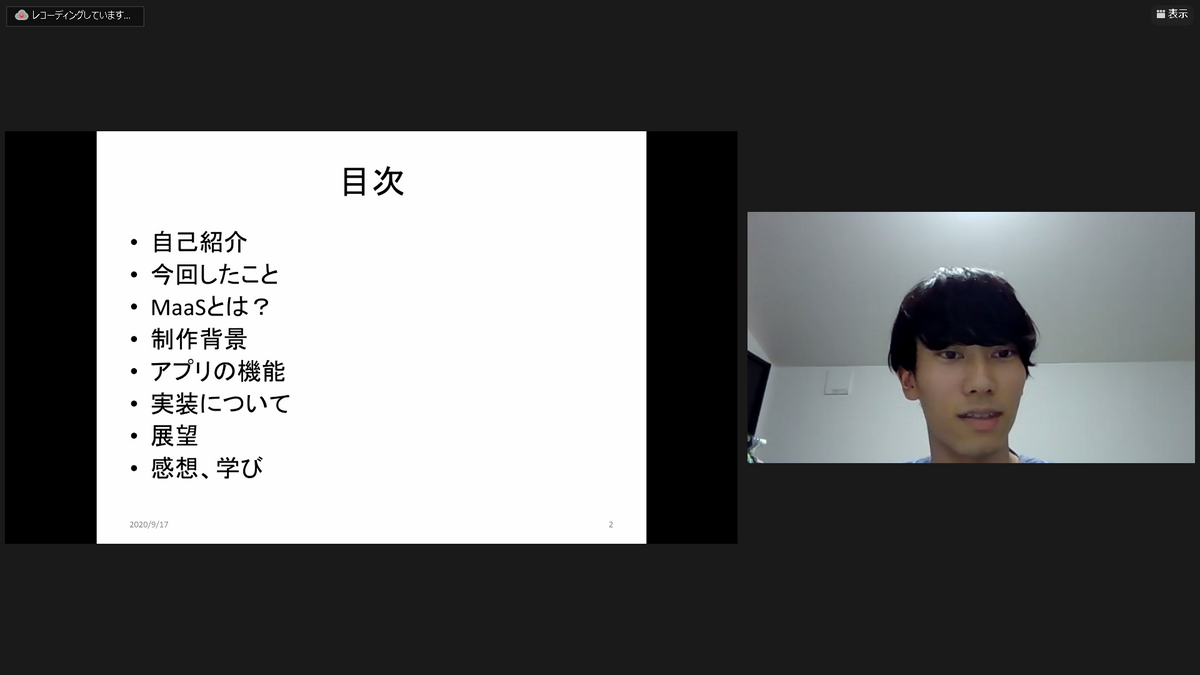 レコーディングしています...
表示
目次
• 自己紹介
• 今回したこと
• MaaSとは？
• 制作背景
• アプリの機能
• 実装について
• 展望
• 感想、学び
2020/9/17
2